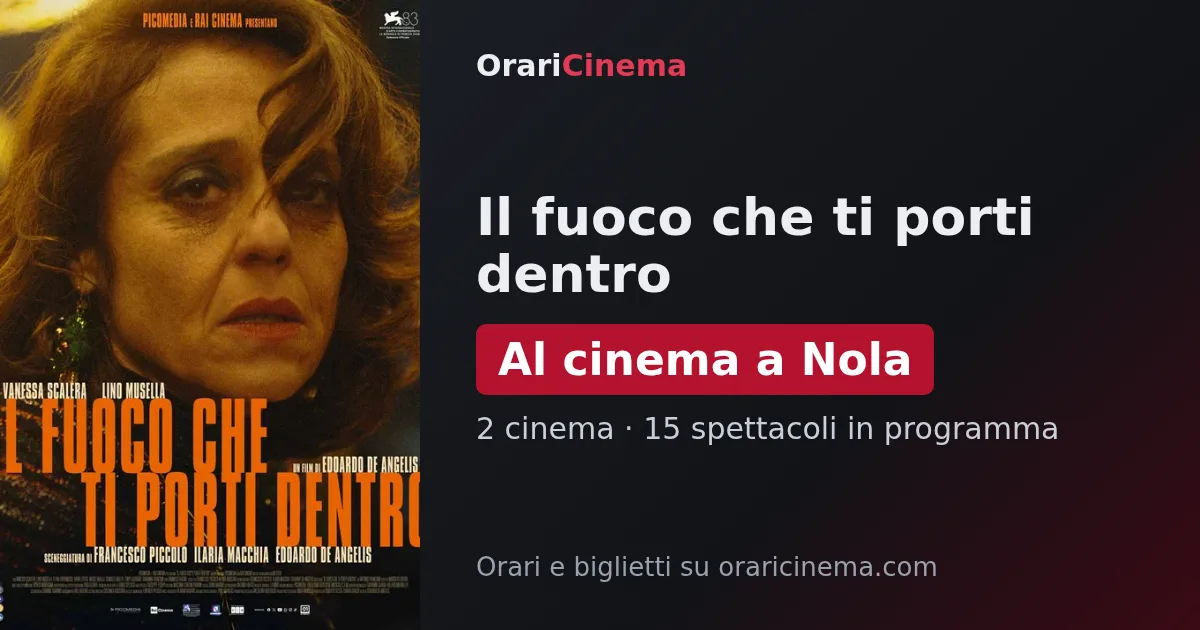 PICOMEDIA E RAI CINEMA PRESENTANO
83
VANESSA SCALERA LINO MUSELLA
IL FUOCO CHE
UN FILM DI EDOARDO DE ANGELIS
TI PORTI DENTRO
SCENEGGIATURA DI FRANCESCO PICCOLO ILARIA MACCHIA EDOARDO DE ANGELIS
OrariCinema
Il fuoco che ti porti
dentro
Al cinema a Nola
2 cinema · 15 spettacoli in programma
Orari e biglietti su oraricinema.com